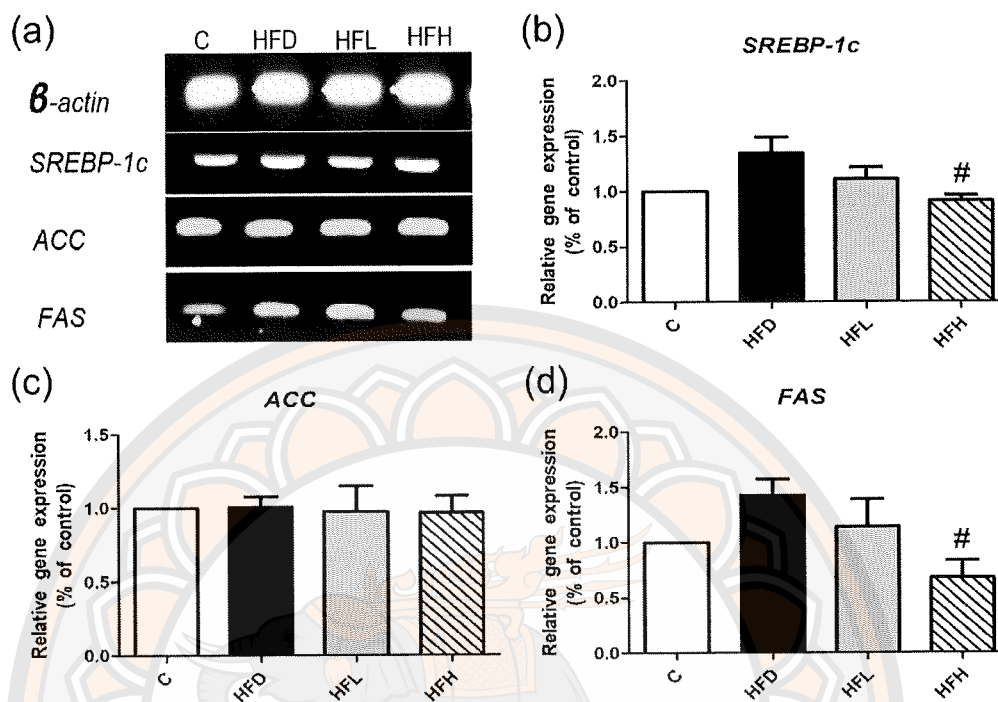 (a)
C HFD HFL HFH
β-actin
SREBP-1c
ACC
FAS
(b)
SREBP-1c
Relative gene expression
(% of control)
2.0
1.5
1.0
0.5
0.0
#
C HFD HFL HFH
(c)
ACC
Relative gene expression
(% of control)
1.5
1.0
0.5
0.0
C HFD HFL HFH
(d)
FAS
Relative gene expression
(% of control)
2.0
1.5
1.0
0.5
0.0
#
C HFD HFL HFH